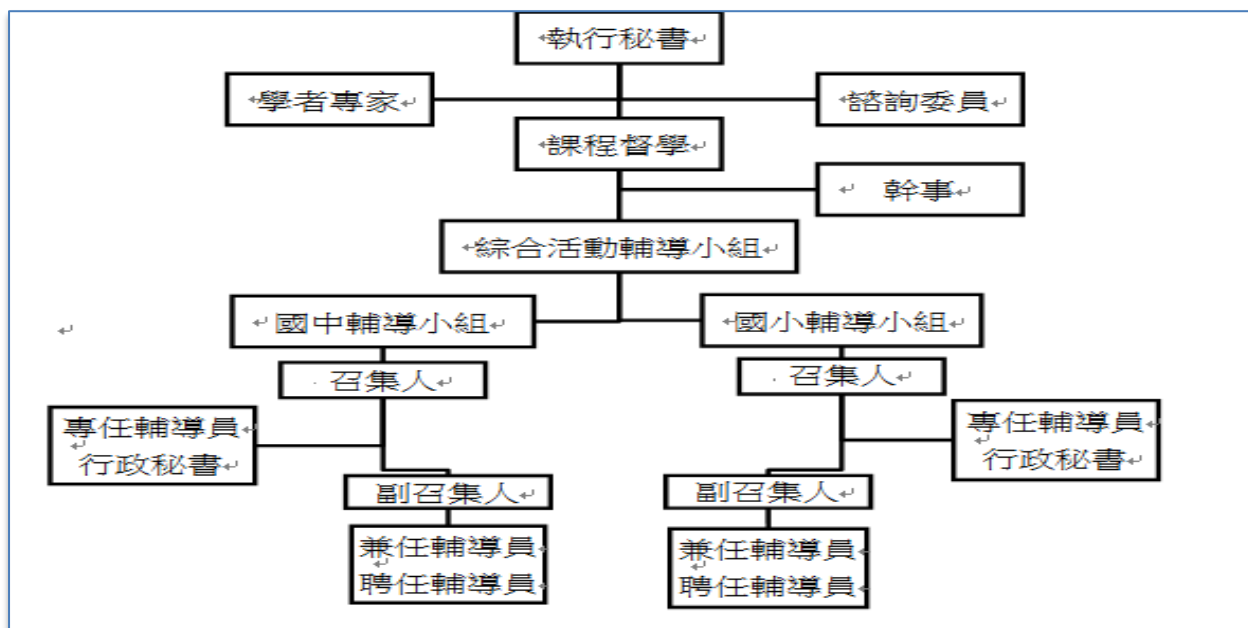 執行秘書
學者專家
諮詢委員
課程督學
幹事
綜合活動輔導小組
國中輔導小組
國小輔導小組
召集人
召集人
專任輔導員
行政秘書
專任輔導員
行政秘書
副召集人
副召集人
兼任輔導員
聘任輔導員
兼任輔導員
聘任輔導員